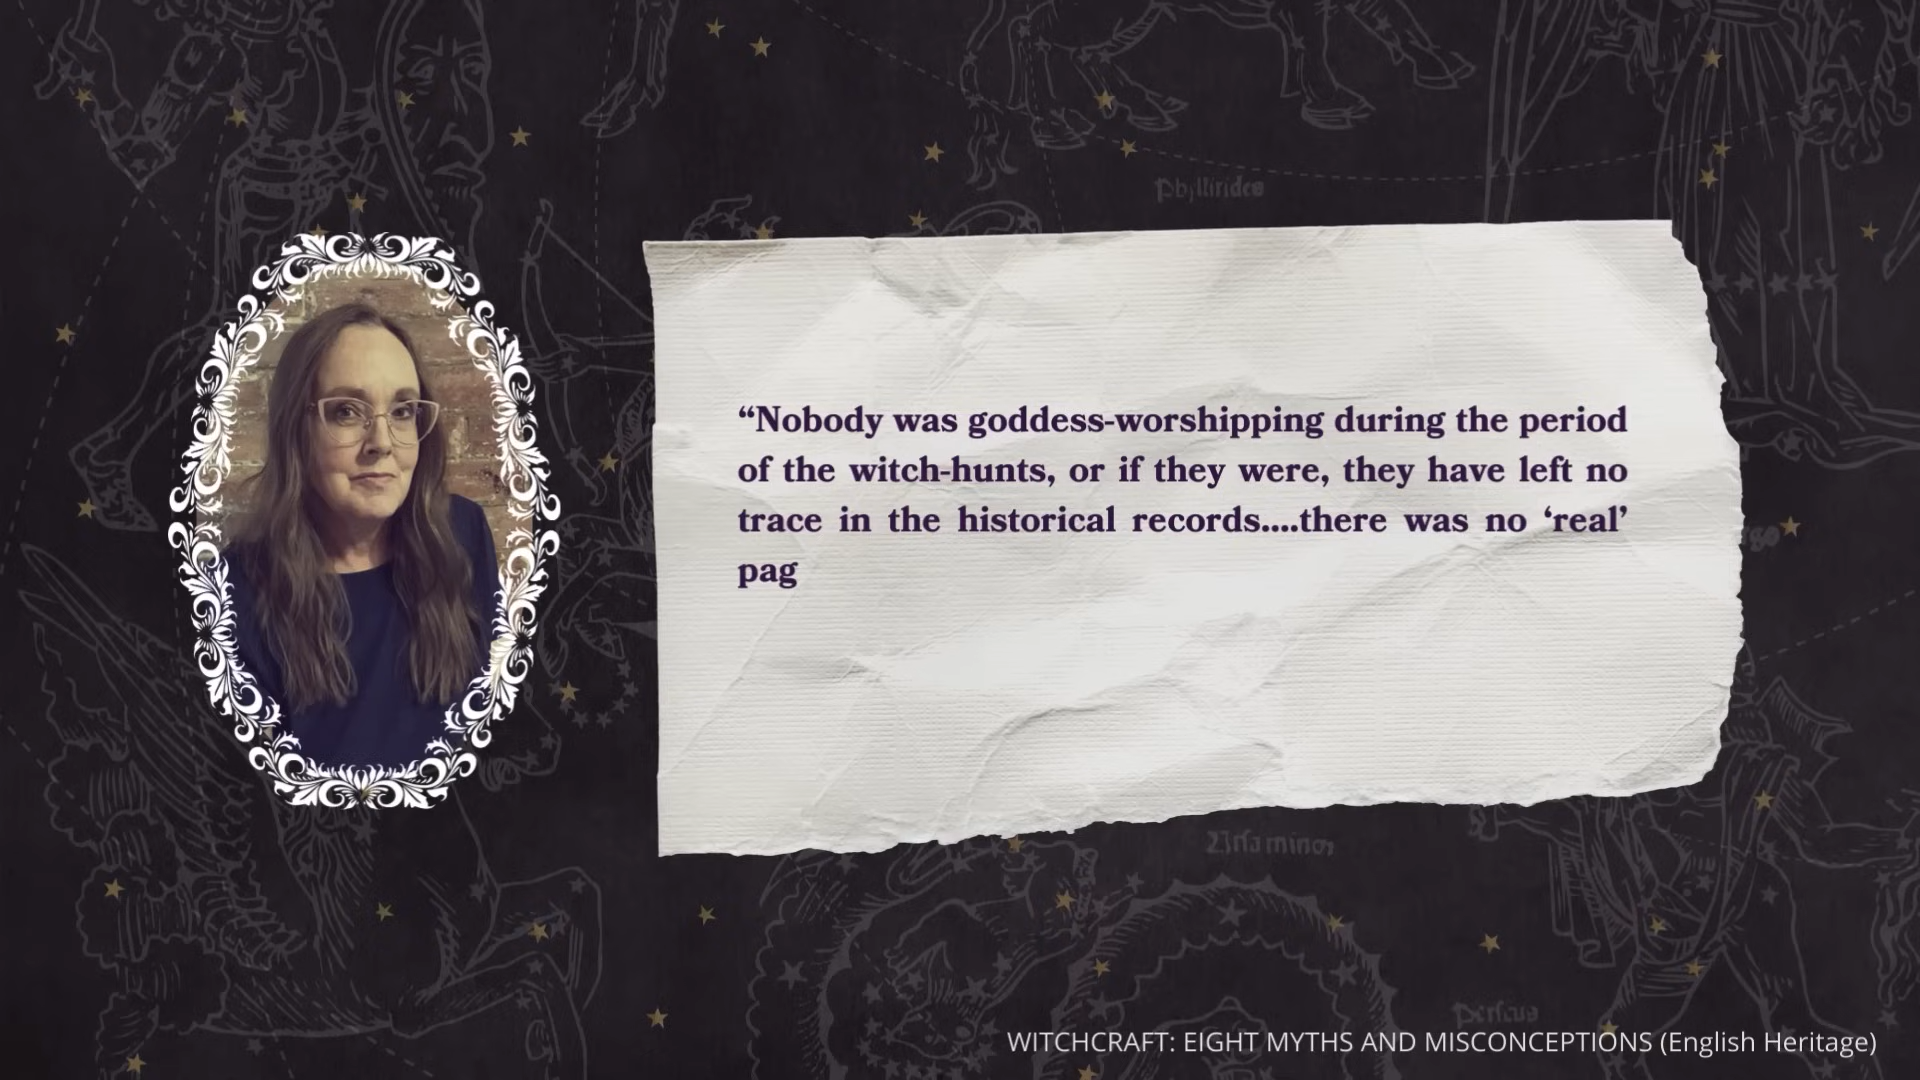 Phyllirides
“Nobody was goddess-worshipping during the period
of the witch-hunts, or if they were, they have left no
trace in the historical records....there was no ‘real’
pag
Ursa minor
WITCHCRAFT: EIGHT MYTHS AND MISCONCEPTIONS (English Heritage)